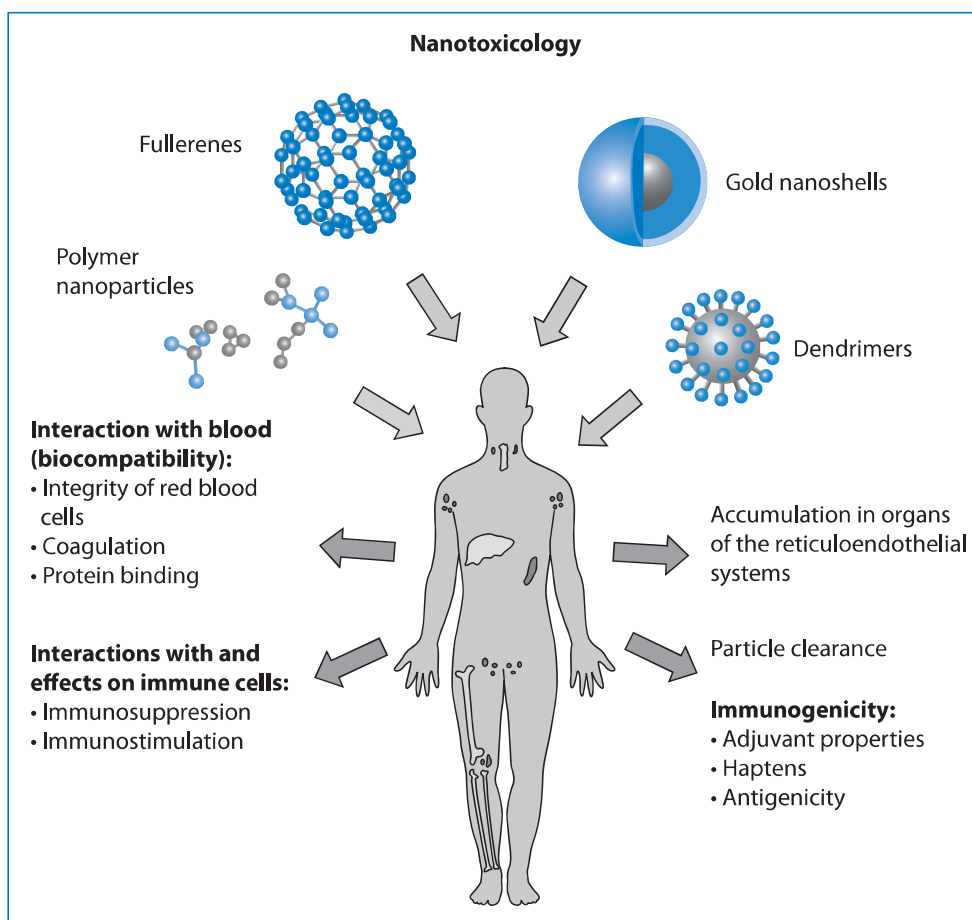 Nanotoxicology
Fullerenes
Gold nanoshells
Polymer
nanoparticles
Dendrimers
Interaction with blood
(biocompatibility):
• Integrity of red blood
cells
• Coagulation
• Protein binding
Accumulation in organs
of the reticuloendothelial
systems
Interactions with and
effects on immune cells:
• Immunosuppression
• Immunostimulation
Particle clearance
Immunogenicity:
• Adjuvant properties
• Haptens
• Antigenicity